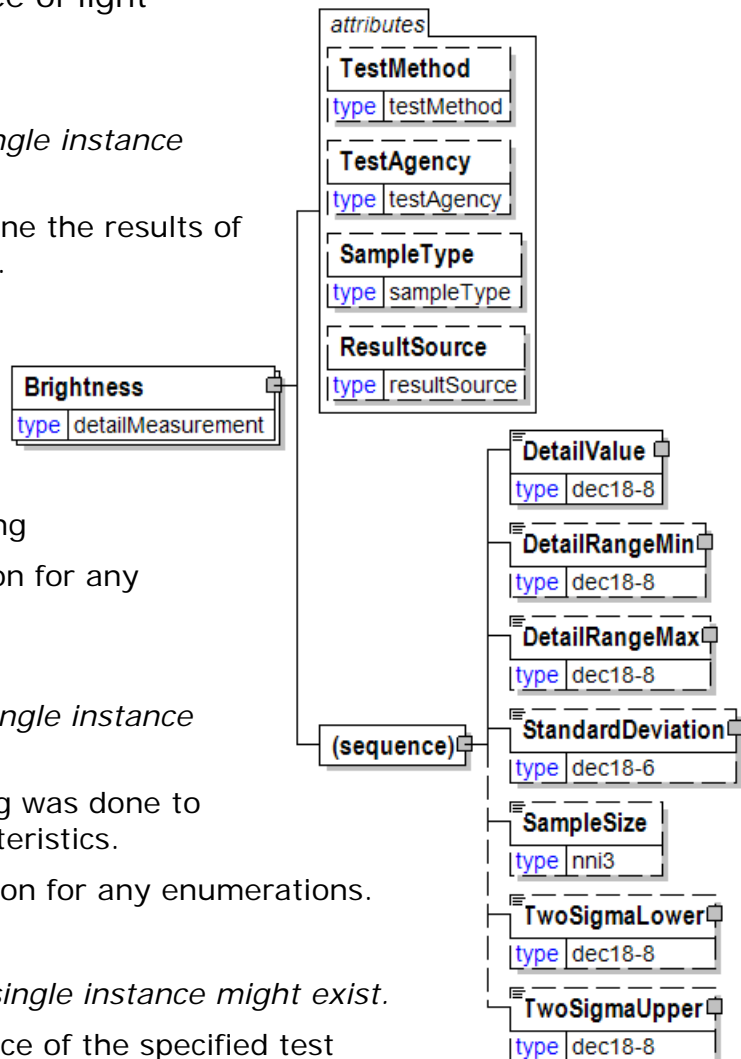 ce of light
ngle instance
ne the results of
.
ng
on for any
ngle instance
g was done to
teristics.
on for any enumerations.
single instance might exist.
ce of the specified test
attributes
TestMethod
type testMethod
TestAgency
type testAgency
SampleType
type sampleType
ResultSource
type resultSource
Brightness
type detailMeasurement
(sequence)
DetailValue
type dec18-8
DetailRangeMin
type dec18-8
DetailRangeMax
type dec18-8
StandardDeviation
type dec18-6
SampleSize
type nni3
TwoSigmaLower
type dec18-8
TwoSigmaUpper
type dec18-8